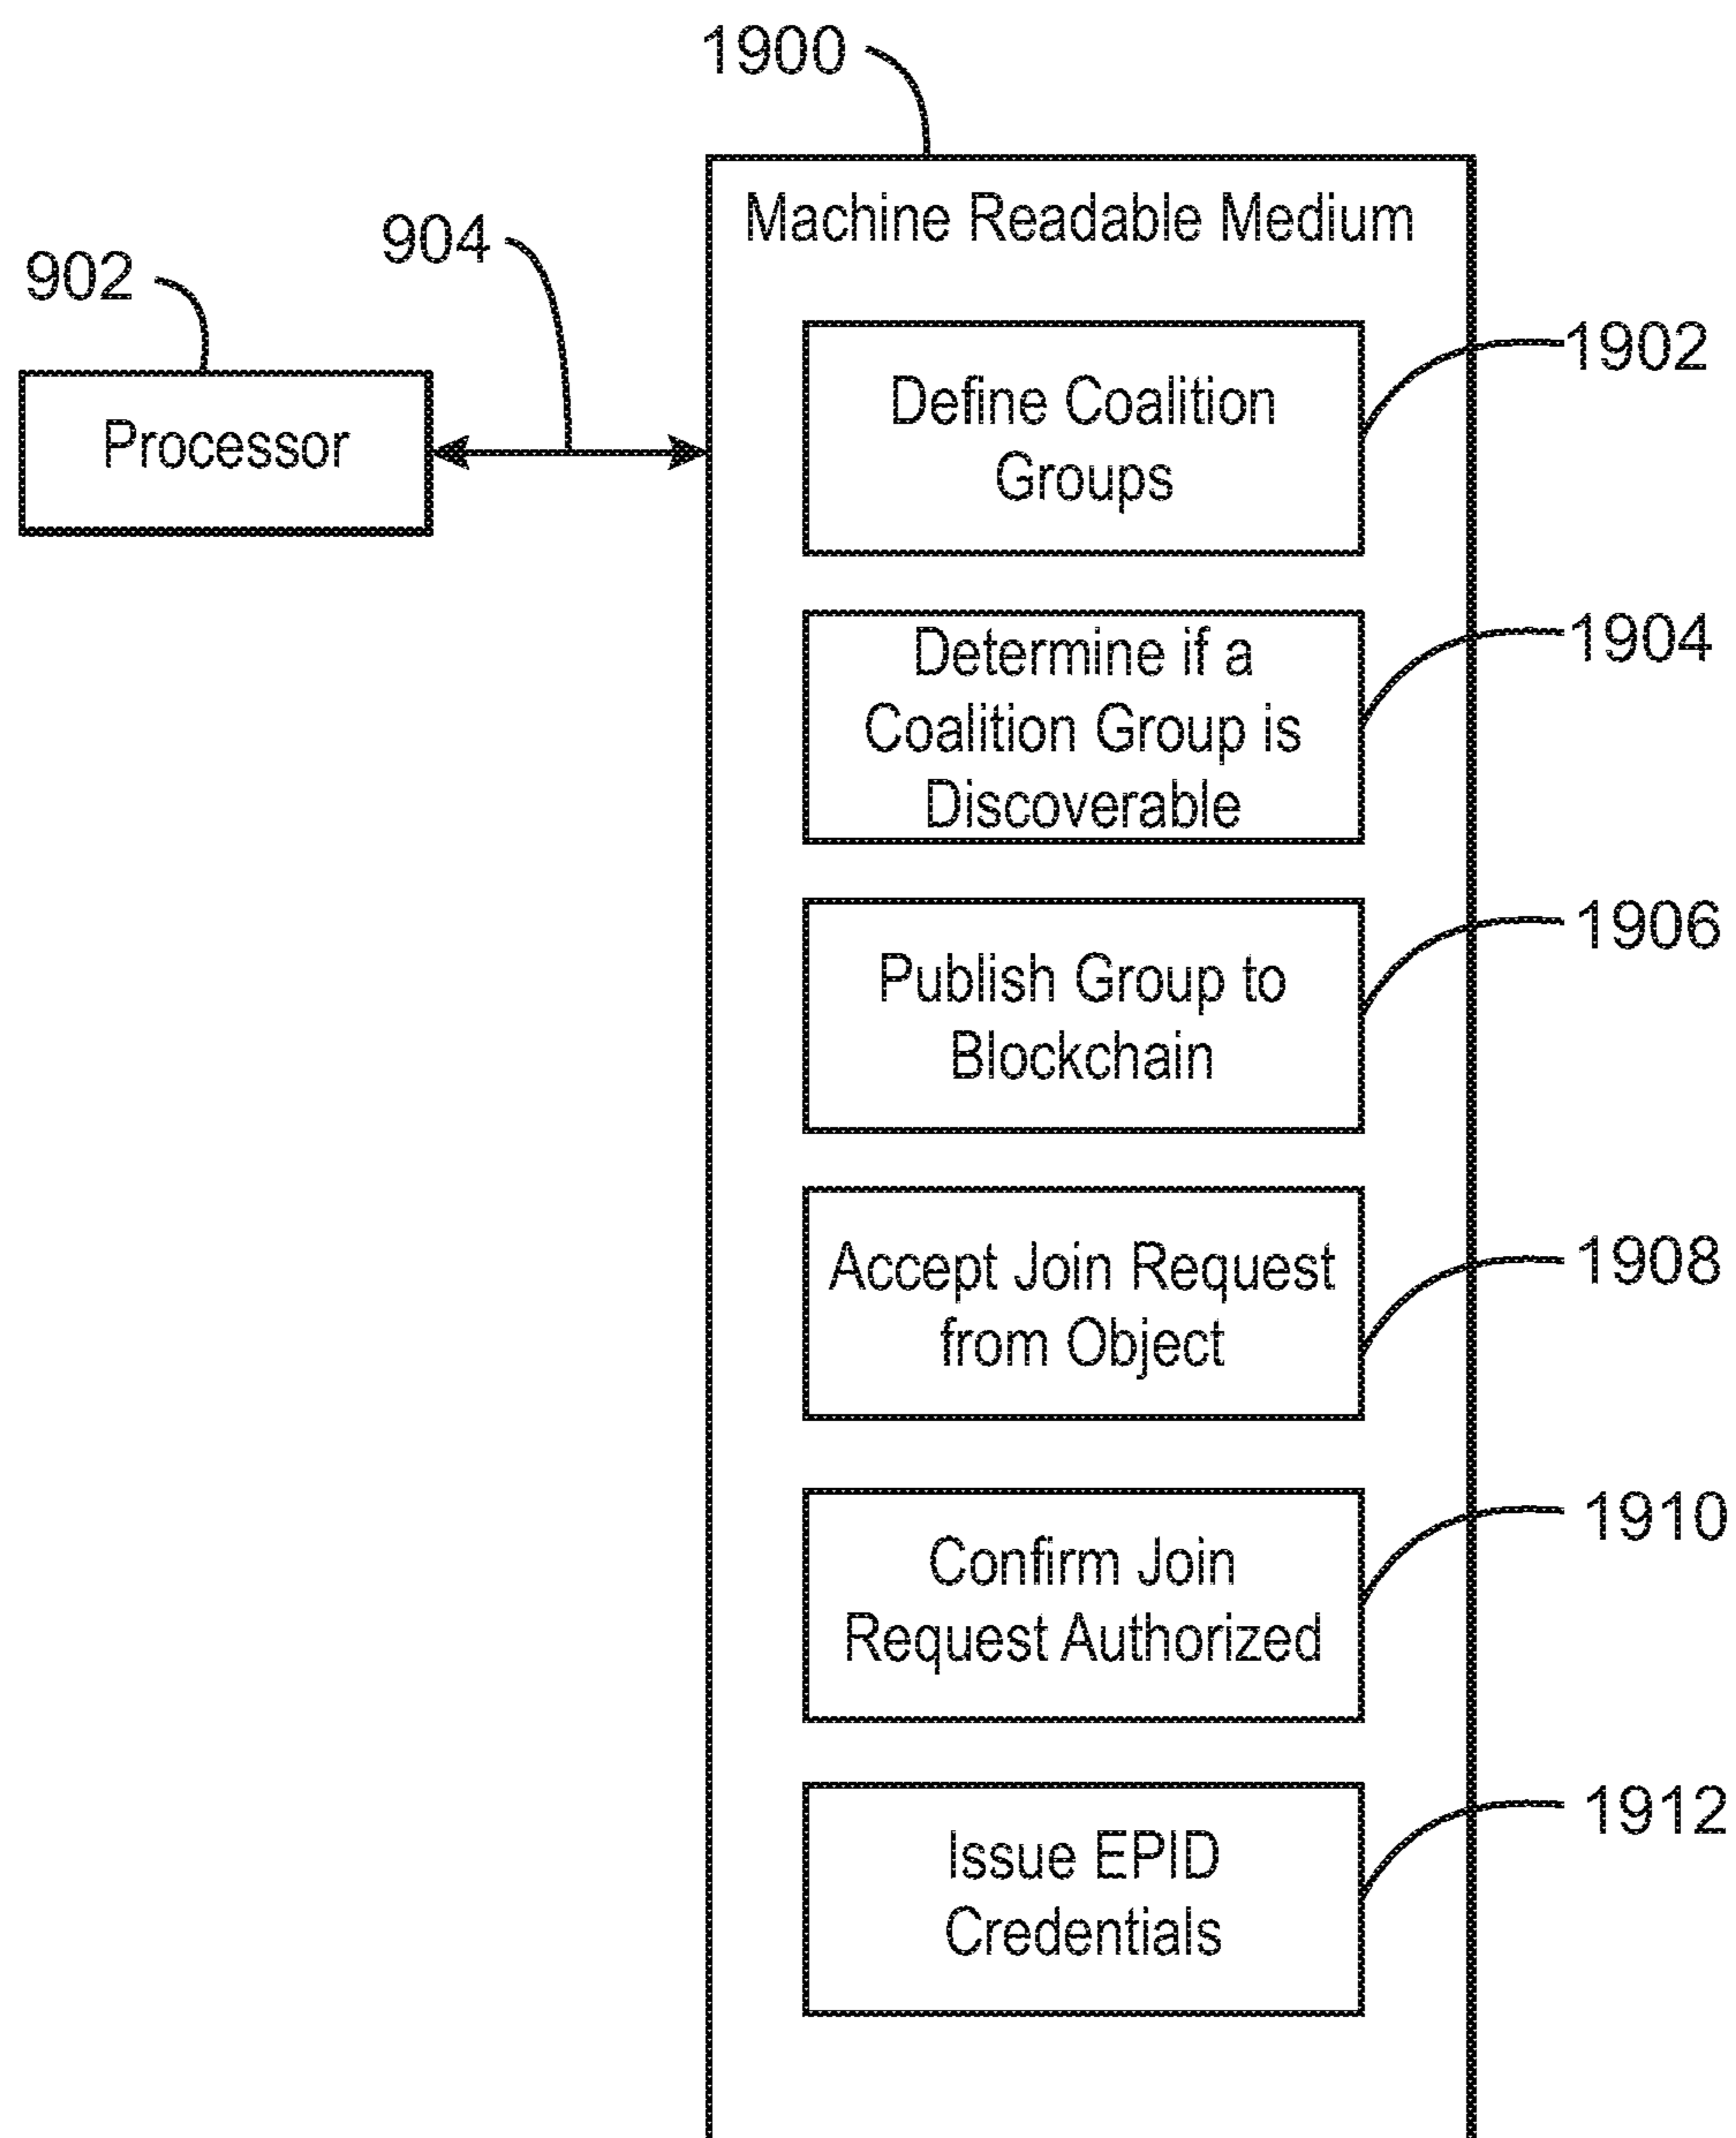 1900
Machine Readable Medium
904
902
Processor
Define Coalition
Groups
1902
Determine if a
Coalition Group is
Discoverable
1904
Publish Group to
Blockchain
1906
Accept Join Request
from Object
1908
Confirm Join
Request Authorized
1910
Issue EPID
Credentials
1912